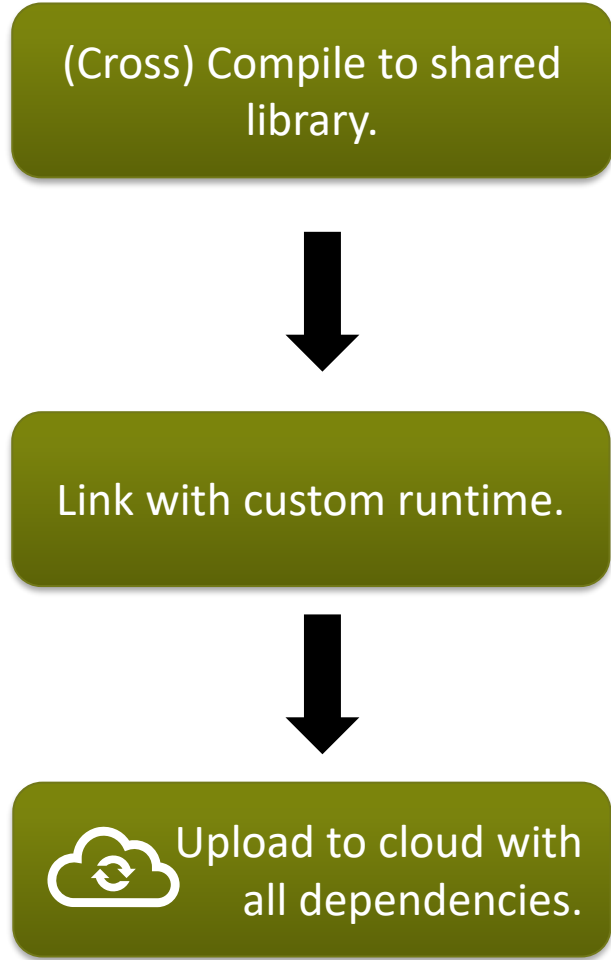 (Cross) Compile to shared
library.
Link with custom runtime.
Upload to cloud with
all dependencies.